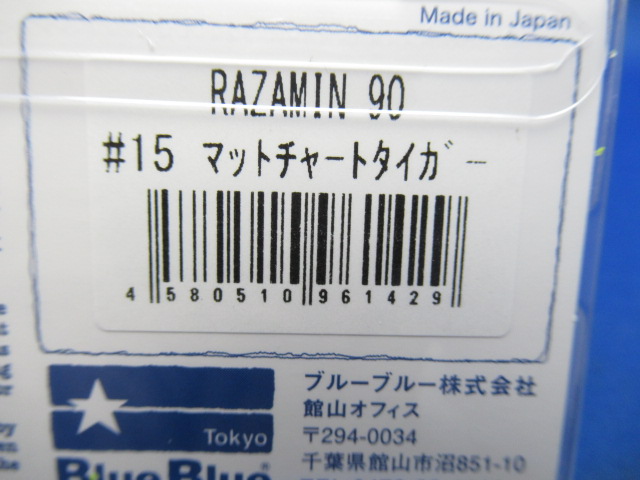 Made in Japan
RAZAMIN 90
#15 マットチャートタイガー
4 580510 961429
Tokyo
BlueBlue®
ブルーブルー株式会社
館山オフィス
〒294-0034
千葉県館山市沼851-10